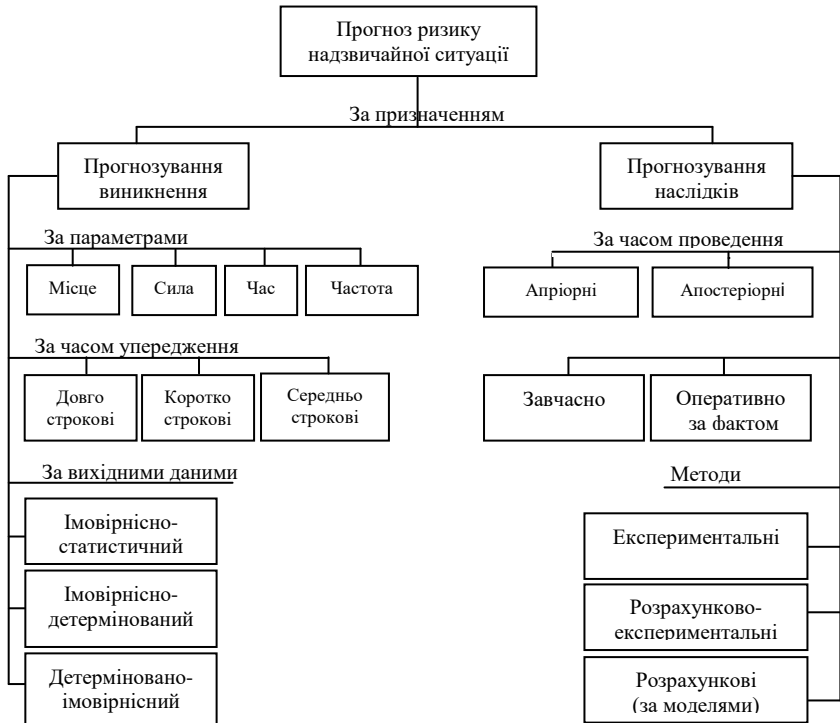 Прогноз ризику
надзвичайної ситуації
За призначенням
Прогнозування
виникнення
Прогнозування
наслідків
За параметрами
Місце
Сила
Час
Частота
За часом проведення
Апріорні
Апостеріорні
За часом упередження
Довго
строкові
Коротко
строкові
Середньо
строкові
Завчасно
Оперативно
за фактом
За вихідними даними
Імовірнісно-
статистичний
Імовірнісно-
детермінований
Детерміновано-
імовірнісний
Методи
Експериментальні
Розрахунково-
експериментальні
Розрахункові
(за моделями)